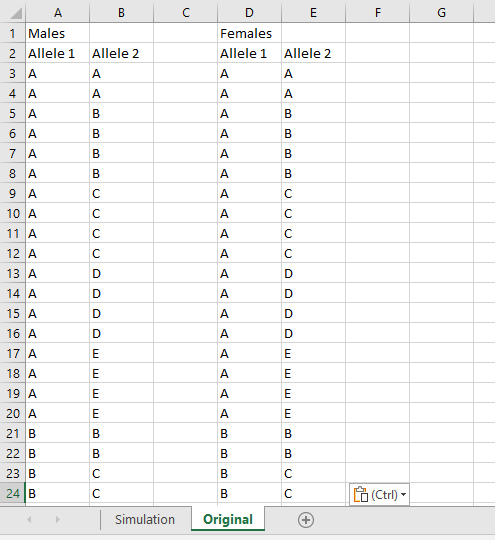 A B C D E F G
1 Males Females
2 Allele 1 Allele 2 Allele 1 Allele 2
3 A A A A
4 A A A A
5 A B A B
6 A B A B
7 A B A B
8 A B A B
9 A C A C
10 A C A C
11 A C A C
12 A C A C
13 A D A D
14 A D A D
15 A D A D
16 A D A D
17 A E A E
18 A E A E
19 A E A E
20 A E A E
21 B B B B
22 B B B B
23 B C B C
24 B C B C (Ctrl)
Simulation Original